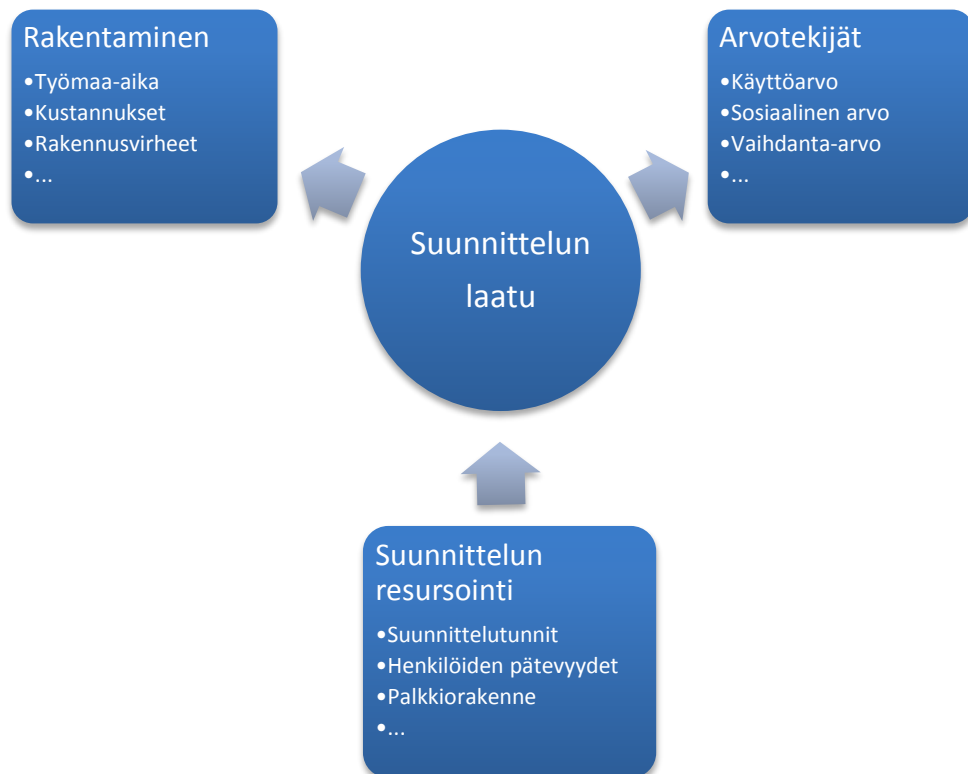 Rakentaminen
•Työmaa-aika
•Kustannukset
•Rakennusvirheet
•...
Arvotekijät
•Käyttöarvo
•Sosiaalinen arvo
•Vaihdanta-arvo
•...
Suunnittelun
laatu
Suunnittelun
resursointi
•Suunnittelutunnit
•Henkilöiden pätevyydet
•Palkkiorakenne
•...